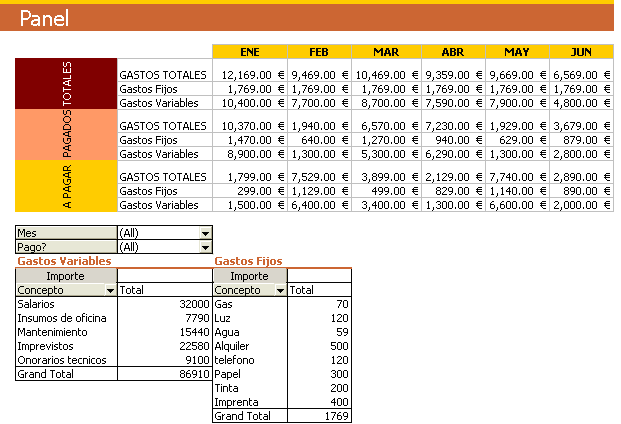 Panel
ENE FEB MAR ABR MAY JUN
TOTALES
GASTOS TOTALES 12,169.00 € 9,469.00 € 10,469.00 € 9,359.00 € 9,669.00 € 6,569.00 €
Gastos Fijos 1,769.00 € 1,769.00 € 1,769.00 € 1,769.00 € 1,769.00 € 1,769.00 €
Gastos Variables 10,400.00 € 7,700.00 € 8,700.00 € 7,590.00 € 7,900.00 € 4,800.00 €
PAGADOS
GASTOS TOTALES 10,370.00 € 1,940.00 € 6,570.00 € 7,230.00 € 1,929.00 € 3,679.00 €
Gastos Fijos 1,470.00 € 640.00 € 1,270.00 € 940.00 € 629.00 € 879.00 €
Gastos Variables 8,900.00 € 1,300.00 € 5,300.00 € 6,290.00 € 1,300.00 € 2,800.00 €
A PAGAR
GASTOS TOTALES 1,799.00 € 7,529.00 € 3,899.00 € 2,129.00 € 7,740.00 € 2,890.00 €
Gastos Fijos 299.00 € 1,129.00 € 499.00 € 829.00 € 1,140.00 € 890.00 €
Gastos Variables 1,500.00 € 6,400.00 € 3,400.00 € 1,300.00 € 6,600.00 € 2,000.00 €
Mes (All)
Pago? (All)
Gastos Variables
Importe
Concepto Total
Salarios 32000
Insumos de oficina 7790
Mantenimiento 15440
Imprevistos 22580
Onorarios tecnicos 9100
Grand Total 86910
Gastos Fijos
Importe
Concepto Total
Gas 70
Luz 120
Agua 59
Alquiler 500
telefono 120
Papel 300
Tinta 200
Imprenta 400
Grand Total 1769